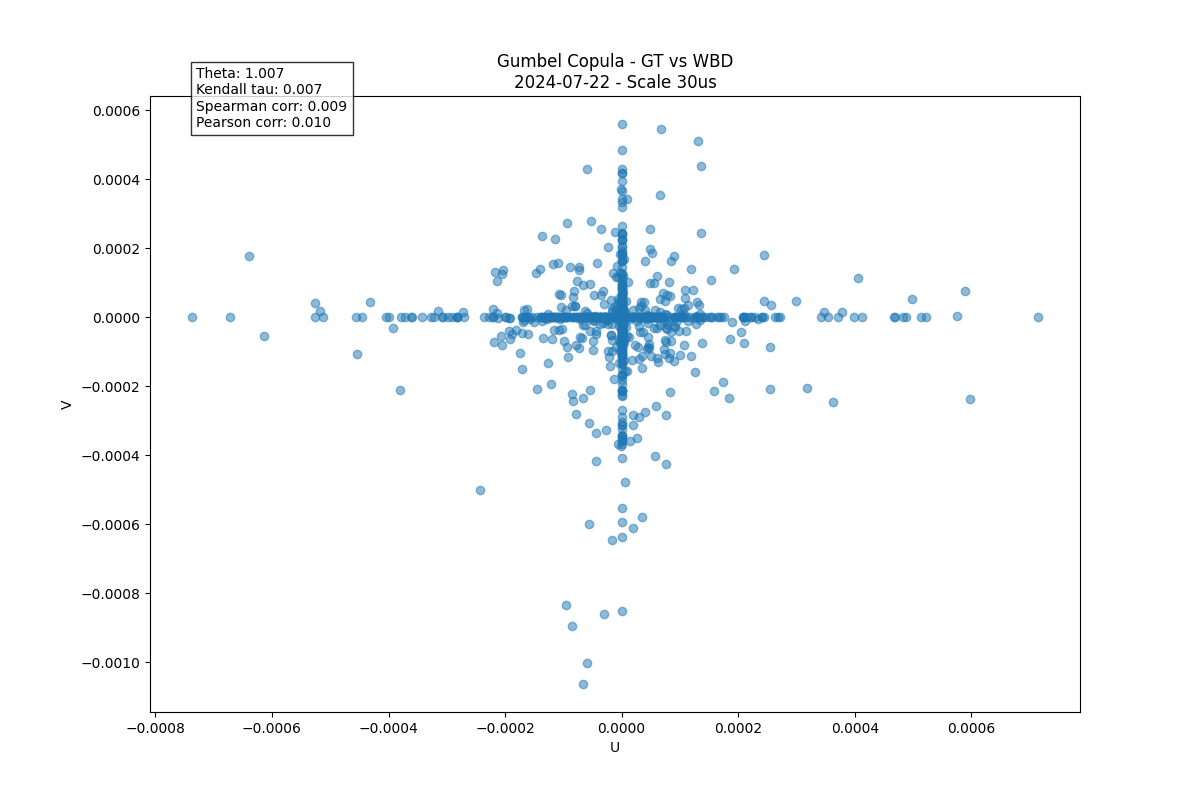 Gumbel Copula - GT vs WBD
2024-07-22 - Scale 30us
Theta: 1.007
Kendall tau: 0.007
Spearman corr: 0.009
Pearson corr: 0.010
0.0006
0.0004
0.0002
0.0000
−0.0002
−0.0004
−0.0006
−0.0008
−0.0010
V
−0.0008
−0.0006
−0.0004
−0.0002
0.0000
0.0002
0.0004
0.0006
U